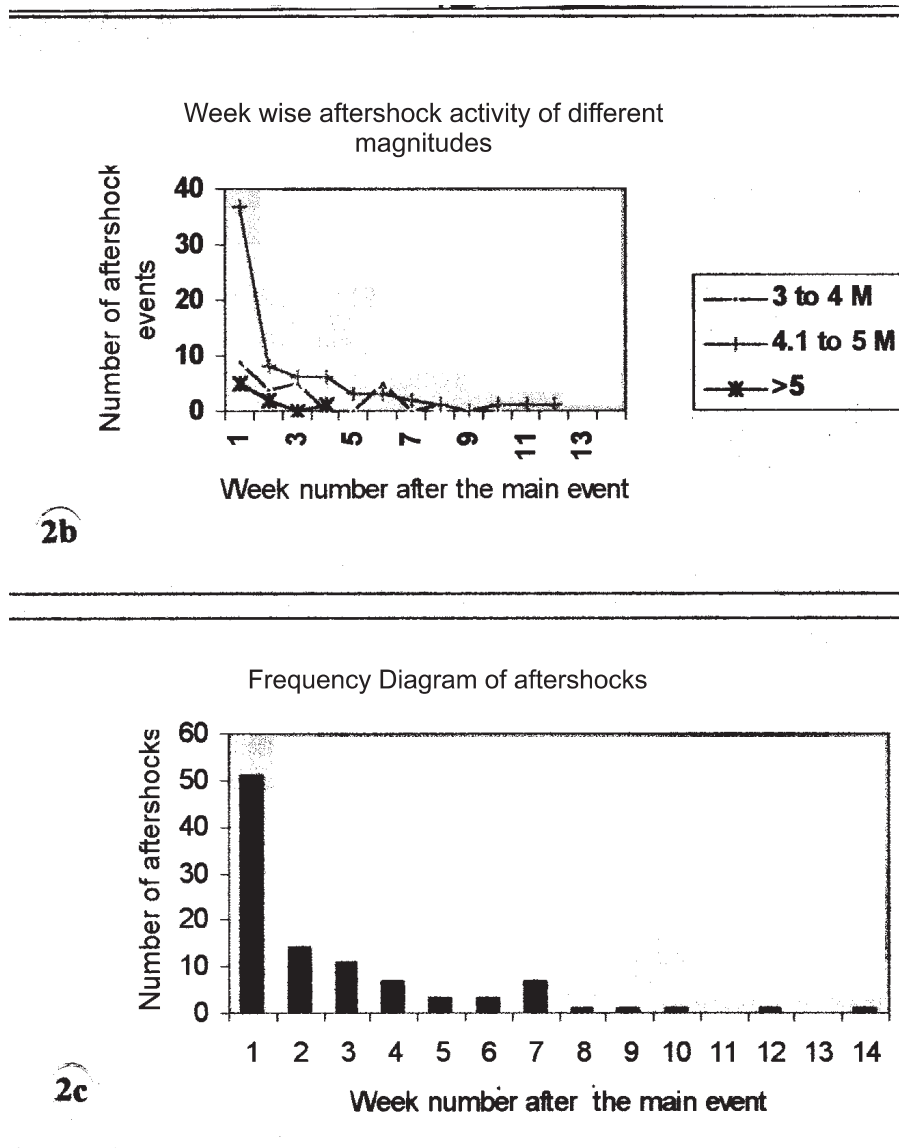 Week wise aftershock activity of different
magnitudes
Number of aftershock
events
40
30
20
10
0
1
3
5
7
9
11
13
Week number after the main event
3 to 4 M
4.1 to 5 M
>5
2b
Frequency Diagram of aftershocks
Number of aftershocks
60
50
40
30
20
10
0
1 2 3 4 5 6 7 8 9 10 11 12 13 14
Week number after the main event
2c